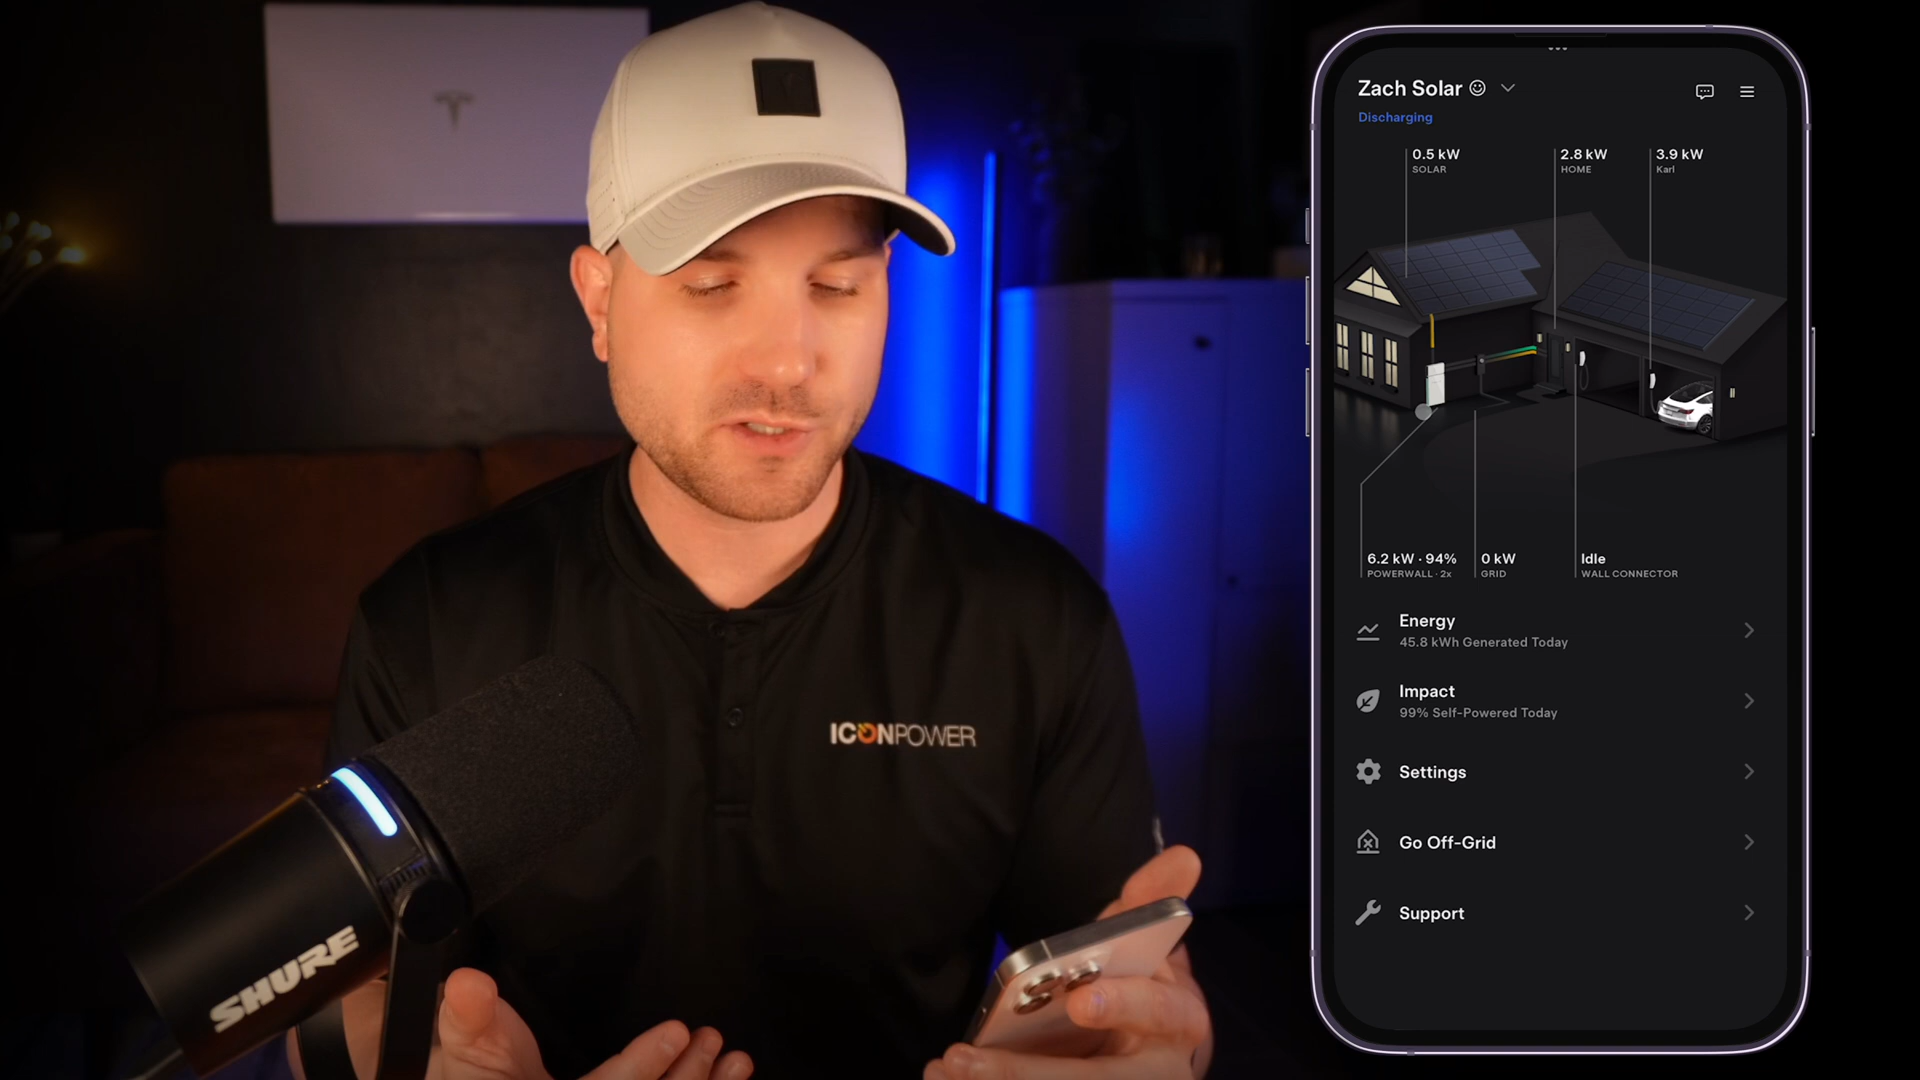 ICONPOWER
SHURE
Zach Solar
Discharging
0.5 kW
SOLAR
2.8 kW
HOME
3.9 kW
Karl
6.2 kW · 94%
POWERWALL · 2x
0 kW
GRID
Idle
WALL CONNECTOR
Energy
45.8 kWh Generated Today
Impact
99% Self-Powered Today
Settings
Go Off-Grid
Support